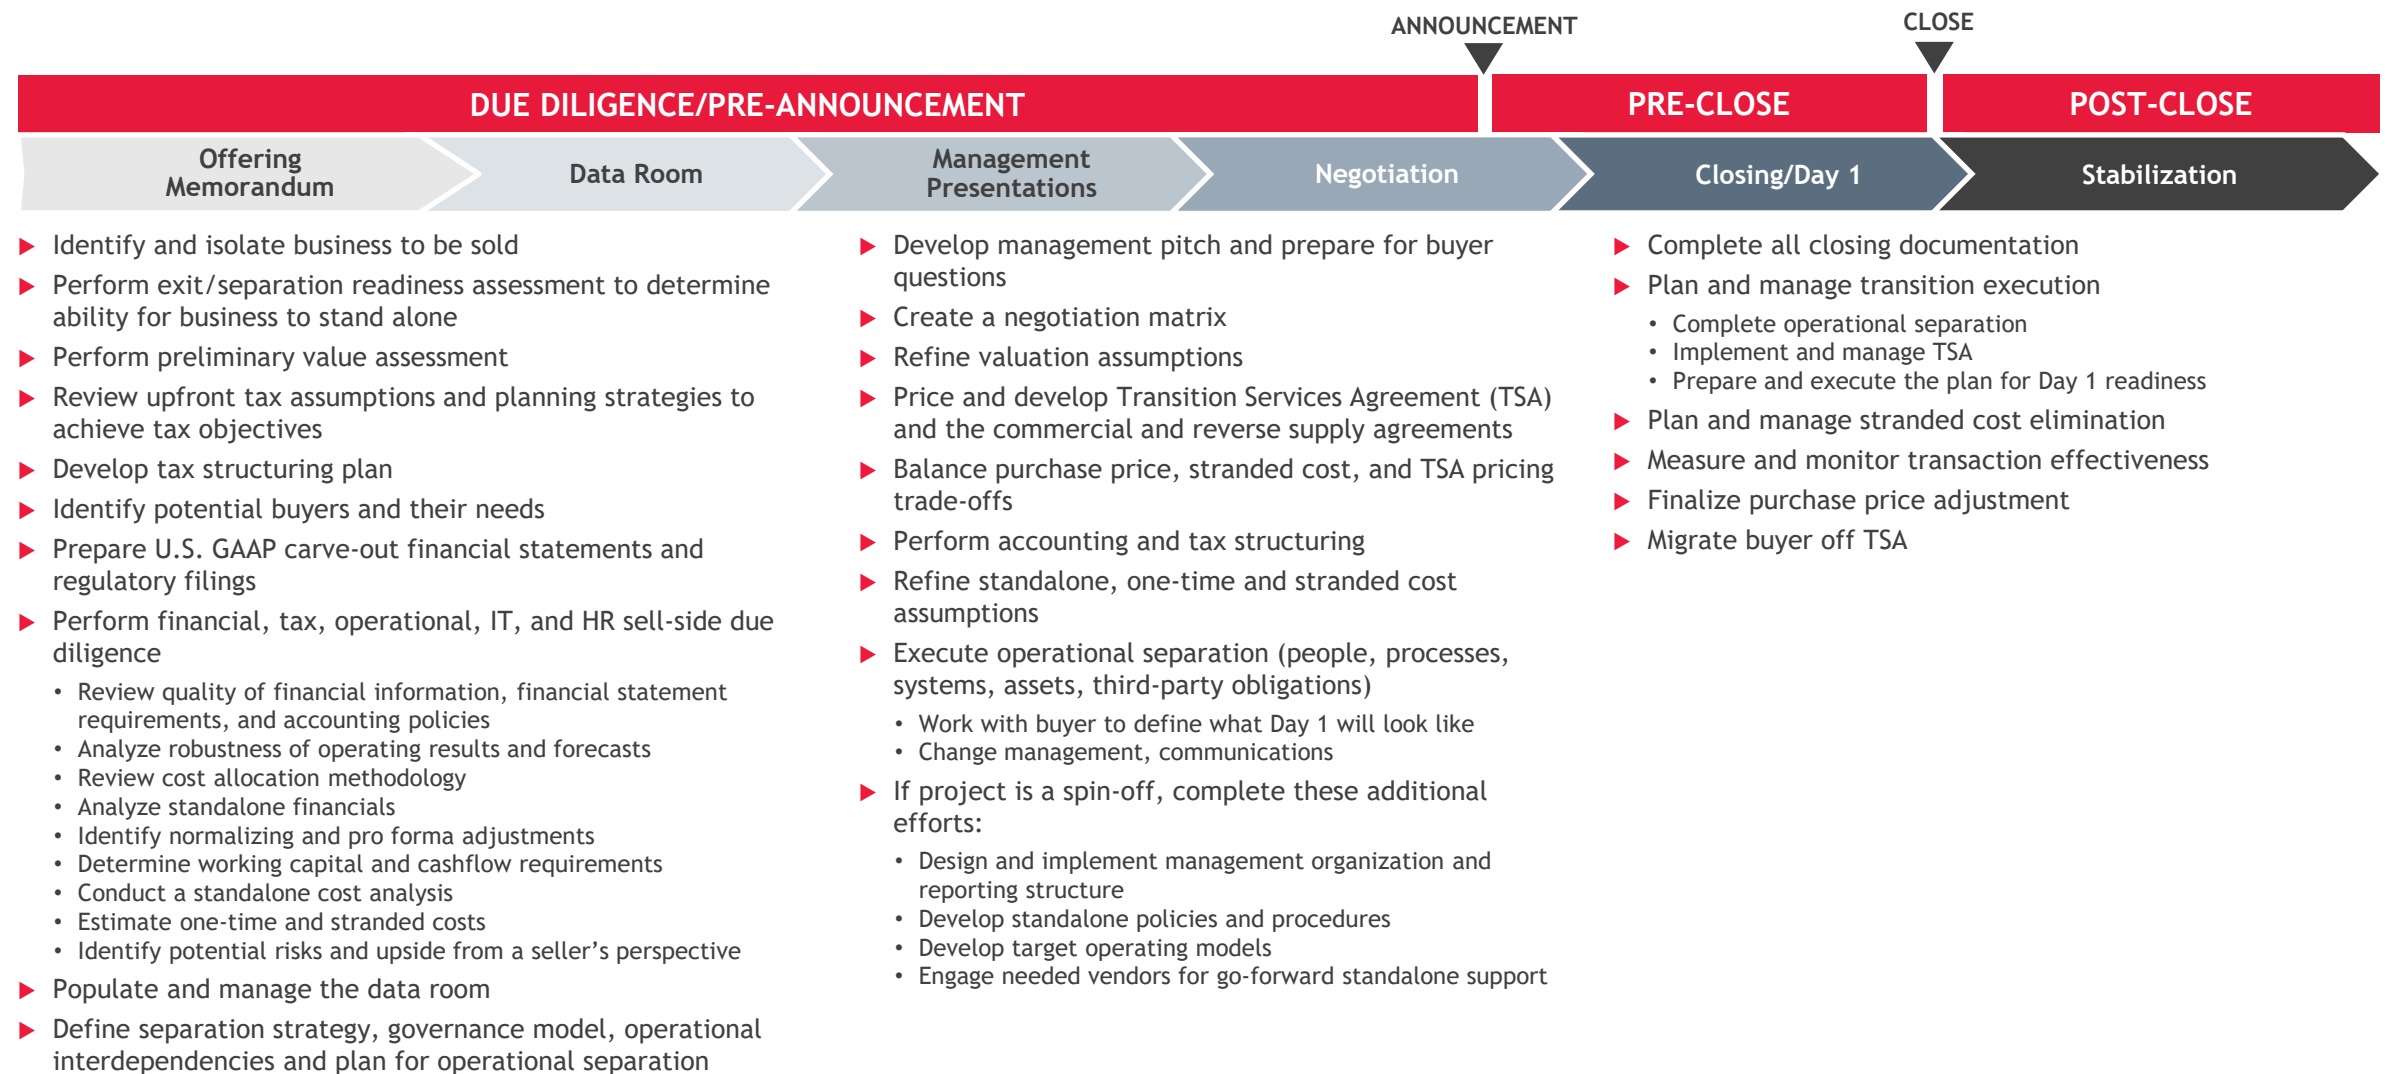 ANNOUNCEMENT
CLOSE
DUE DILIGENCE/PRE-ANNOUNCEMENT
PRE-CLOSE
POST-CLOSE
Offering
Memorandum
Data Room
Management
Presentations
Negotiation
Closing/Day 1
Stabilization
Identify and isolate business to be sold
Perform exit/separation readiness assessment to determine
ability for business to stand alone
Perform preliminary value assessment
Review upfront tax assumptions and planning strategies to
achieve tax objectives
Develop tax structuring plan
Identify potential buyers and their needs
Prepare U.S. GAAP carve-out financial statements and
regulatory filings
Perform financial, tax, operational, IT, and HR sell-side due
diligence
• Review quality of financial information, financial statement
requirements, and accounting policies
• Analyze robustness of operating results and forecasts
• Review cost allocation methodology
• Analyze standalone financials
• Identify normalizing and pro forma adjustments
• Determine working capital and cashflow requirements
• Conduct a standalone cost analysis
• Estimate one-time and stranded costs
• Identify potential risks and upside from a seller’s perspective
Populate and manage the data room
Define separation strategy, governance model, operational
interdependencies and plan for operational separation
Develop management pitch and prepare for buyer
questions
Create a negotiation matrix
Refine valuation assumptions
Price and develop Transition Services Agreement (TSA)
and the commercial and reverse supply agreements
Balance purchase price, stranded cost, and TSA pricing
trade-offs
Perform accounting and tax structuring
Refine standalone, one-time and stranded cost
assumptions
Execute operational separation (people, processes,
systems, assets, third-party obligations)
• Work with buyer to define what Day 1 will look like
• Change management, communications
If project is a spin-off, complete these additional
efforts:
• Design and implement management organization and
reporting structure
• Develop standalone policies and procedures
• Develop target operating models
• Engage needed vendors for go-forward standalone support
Complete all closing documentation
Plan and manage transition execution
• Complete operational separation
• Implement and manage TSA
• Prepare and execute the plan for Day 1 readiness
Plan and manage stranded cost elimination
Measure and monitor transaction effectiveness
Finalize purchase price adjustment
Migrate buyer off TSA